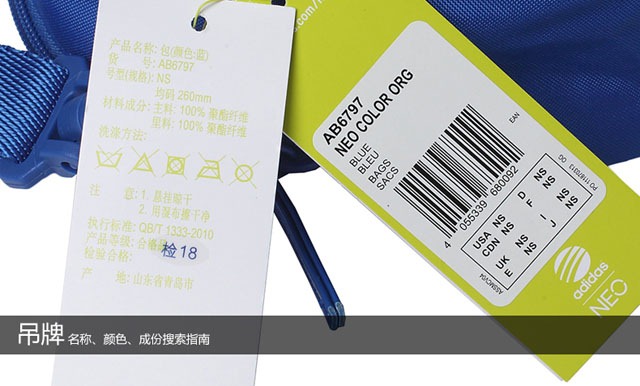 产品名称: 包(颜色:蓝)
货 号: AB6797
号型(规格): NS
均码 260mm
材料成分: 主料: 100% 聚酯纤维
里料: 100% 聚酯纤维
洗涤方法:
注 意: 1. 悬挂晾干
2. 用湿布擦干净
执行标准: QB/T 1333-2010
产品等级: 合格
检验合格:
检18
产 地: 山东省青岛市
AB6797
NEO COLOR ORG
BLUE
BLEU
BAGS
SACS
EAN
4 055339 680092
USA NS
CDN NS
UK NS
E NS
D NS
F NS
I NS
J NS
adidas
NEO
吊牌 名称、颜色、成份搜索指南